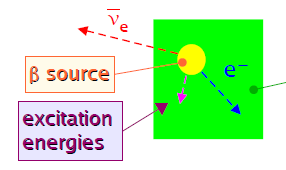 ν̅ₑ
β source
e⁻
excitation
energies